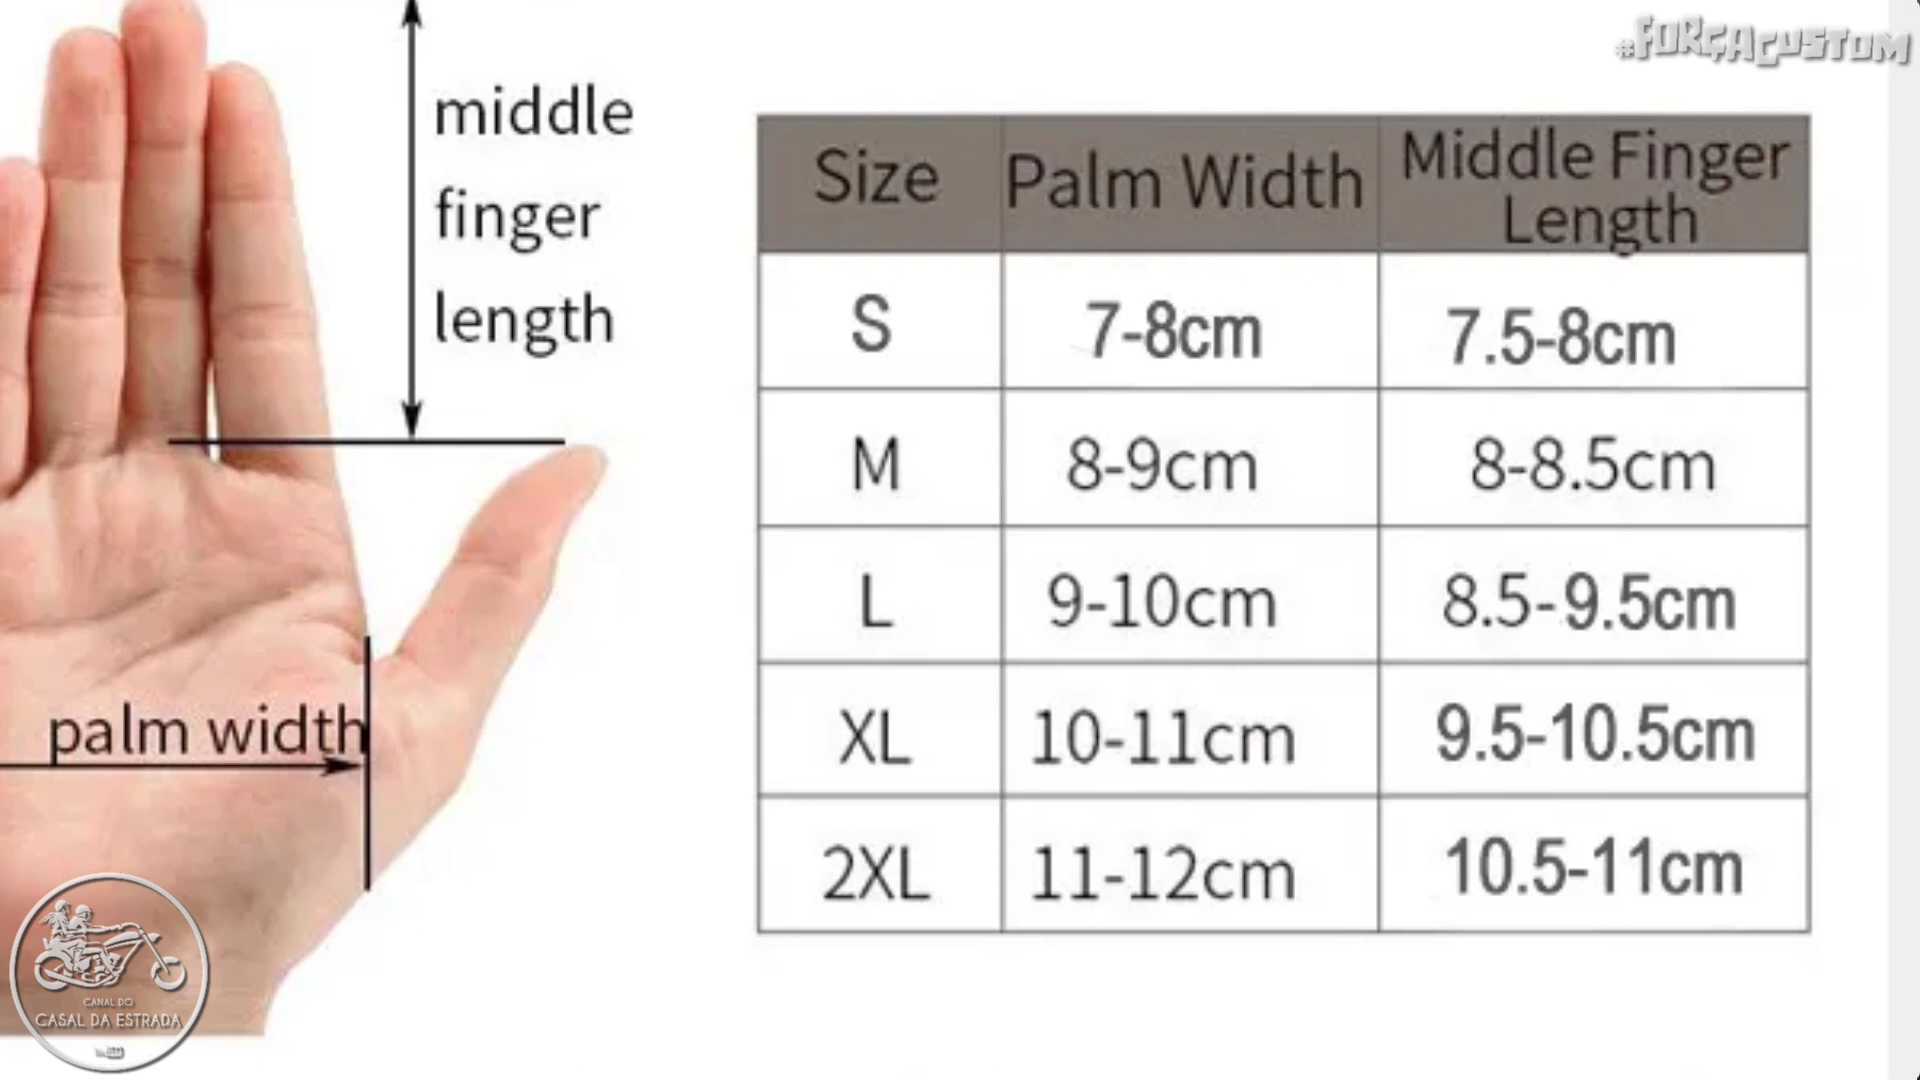 #FORÇACUSTOM
middle
finger
length
palm width
Size Palm Width Middle Finger Length
S 7-8cm 7.5-8cm
M 8-9cm 8-8.5cm
L 9-10cm 8.5-9.5cm
XL 10-11cm 9.5-10.5cm
2XL 11-12cm 10.5-11cm
CANAL DO
CASAL DA ESTRADA